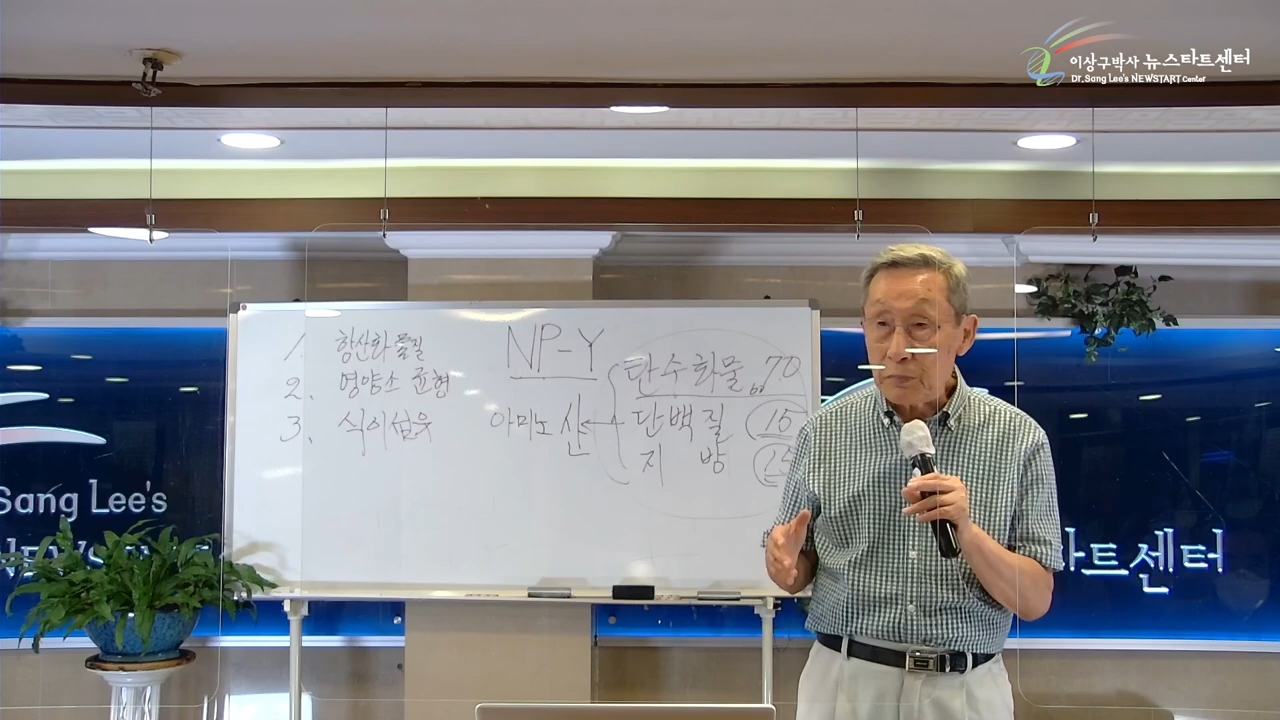 이상구박사 뉴스타트센터
Dr. Sang Lee's NEWSTART Center
NP-Y
1. 항산화 물질
2. 영양소 균형
3. 식이섬유
탄수화물 60 70
아미노산 단백질 15
지 방 15
Sang Lee's
NEWSTART
타트센터